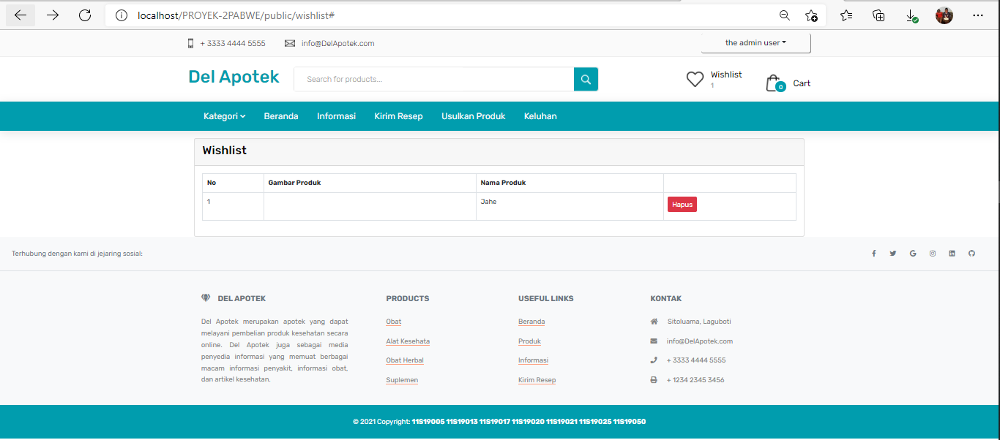 localhost/PROYEK-2PABWE/public/wishlist#
+ 3333 4444 5555 info@DelApotek.com the admin user
Del Apotek Search for products... Wishlist 1 0 Cart
Kategori Beranda Informasi Kirim Resep Usulkan Produk Keluhan
Wishlist
No Gambar Produk Nama Produk
1 Jahe Hapus
Terhubung dengan kami di jejaring sosial:
DEL APOTEK PRODUCTS USEFUL LINKS KONTAK
Del Apotek merupakan apotek yang dapat
melayani pembelian produk kesehatan secara
online. Del Apotek juga sebagai media
penyedia informasi yang memuat berbagai
macam informasi penyakit, informasi obat,
dan artikel kesehatan.
Obat
Alat Kesehata
Obat Herbal
Suplemen
Beranda
Produk
Informasi
Kirim Resep
Sitoluama, Laguboti
info@DelApotek.com
+ 3333 4444 5555
+ 1234 2345 3456
© 2021 Copyright: 11S19005 11S19013 11S19017 11S19020 11S19021 11S19025 11S19050